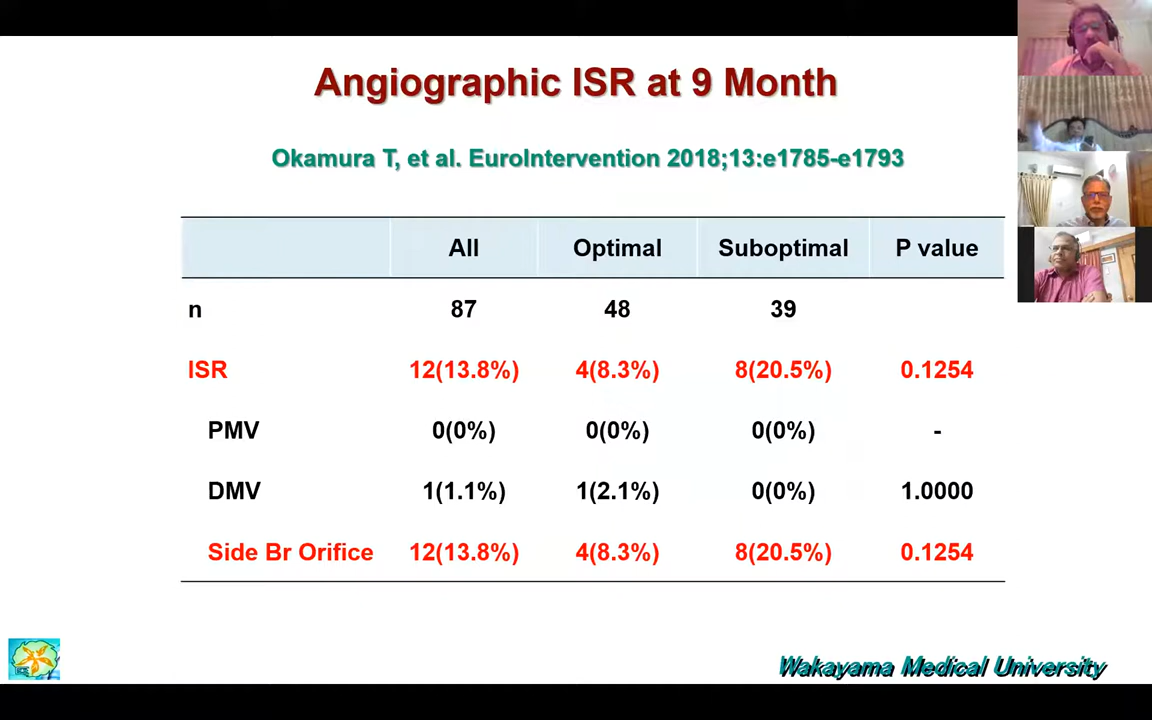 Angiographic ISR at 9 Month
Okamura T, et al. EuroIntervention 2018;13:e1785-e1793
All Optimal Suboptimal P value
n 87 48 39
ISR 12(13.8%) 4(8.3%) 8(20.5%) 0.1254
PMV 0(0%) 0(0%) 0(0%) -
DMV 1(1.1%) 1(2.1%) 0(0%) 1.0000
Side Br Orifice 12(13.8%) 4(8.3%) 8(20.5%) 0.1254
Wakayama Medical University